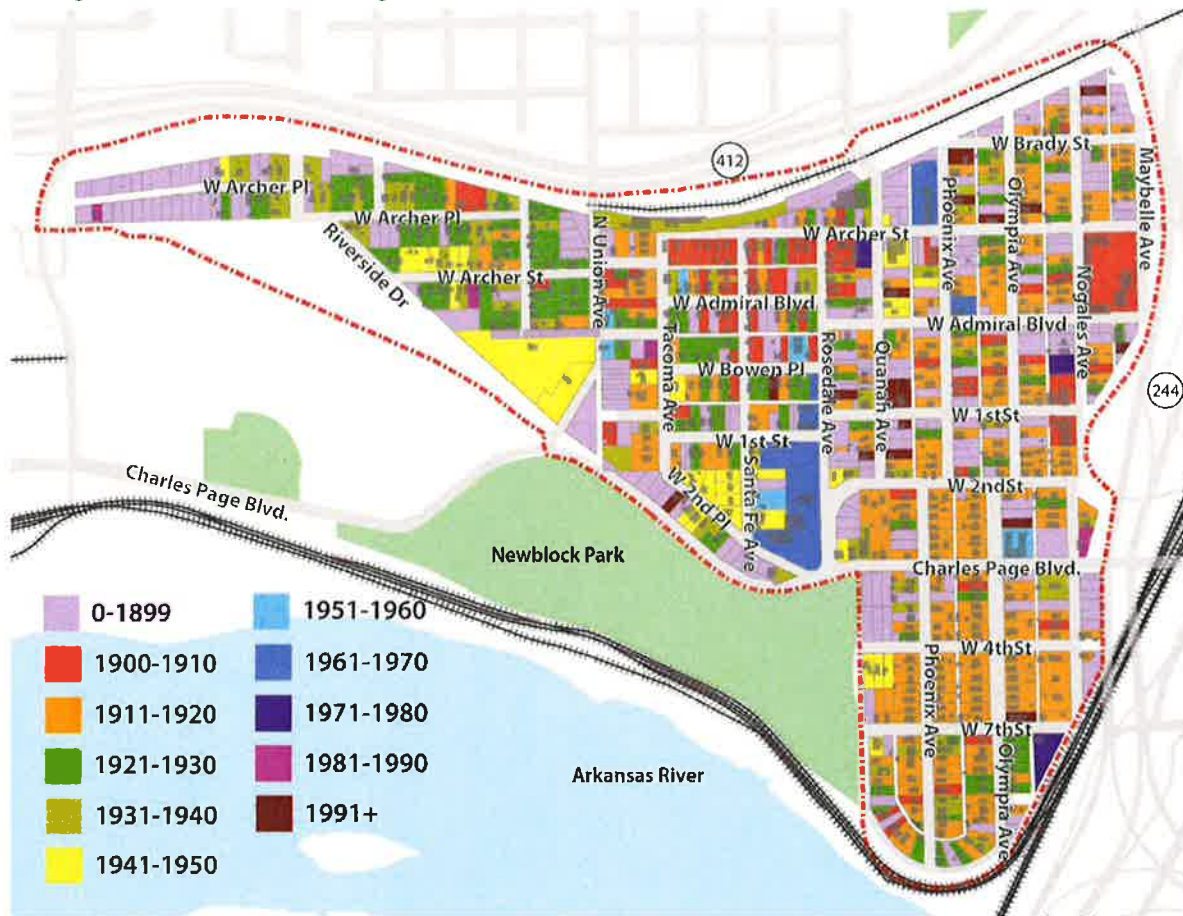 412
W Brady St
W Archer Pl
W Archer Pl
W Archer St
W Archer St
Riverside Dr
N Union Ave
Phoenix Ave
Olympia Ave
Maybelle Ave
Nogales Ave
W Admiral Blvd
W Admiral Blvd
Tacoma Ave
W Bowen Pl
Rosedale Ave
Quanah Ave
244
W 1stSt
W 1st St
W 2ndSt
W 2nd Pl
Santa Fe Ave
Charles Page Blvd.
Newblock Park
Charles Page Blvd.
W 4thSt
Phoenix Ave
W 7thSt
Olympra Ave
Arkansas River
0-1899
1900-1910
1911-1920
1921-1930
1931-1940
1941-1950
1951-1960
1961-1970
1971-1980
1981-1990
1991+